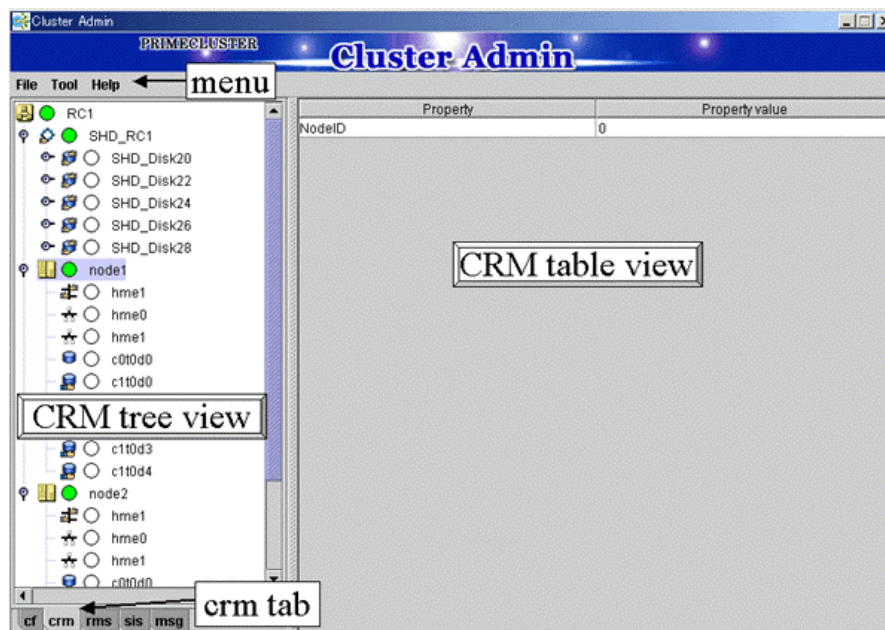 Cluster Admin
PRIMECLUSTER
Cluster Admin
File Tool Help
menu
RC1
SHD_RC1
SHD_Disk20
SHD_Disk22
SHD_Disk24
SHD_Disk26
SHD_Disk28
node1
hme1
hme0
hme1
c0t0d0
c1t0d0
CRM tree view
c1t0d3
c1t0d4
node2
hme1
hme0
hme1
c0t0d0
Property Property value
NodeID 0
CRM table view
crm tab
cf crm rms sis msg